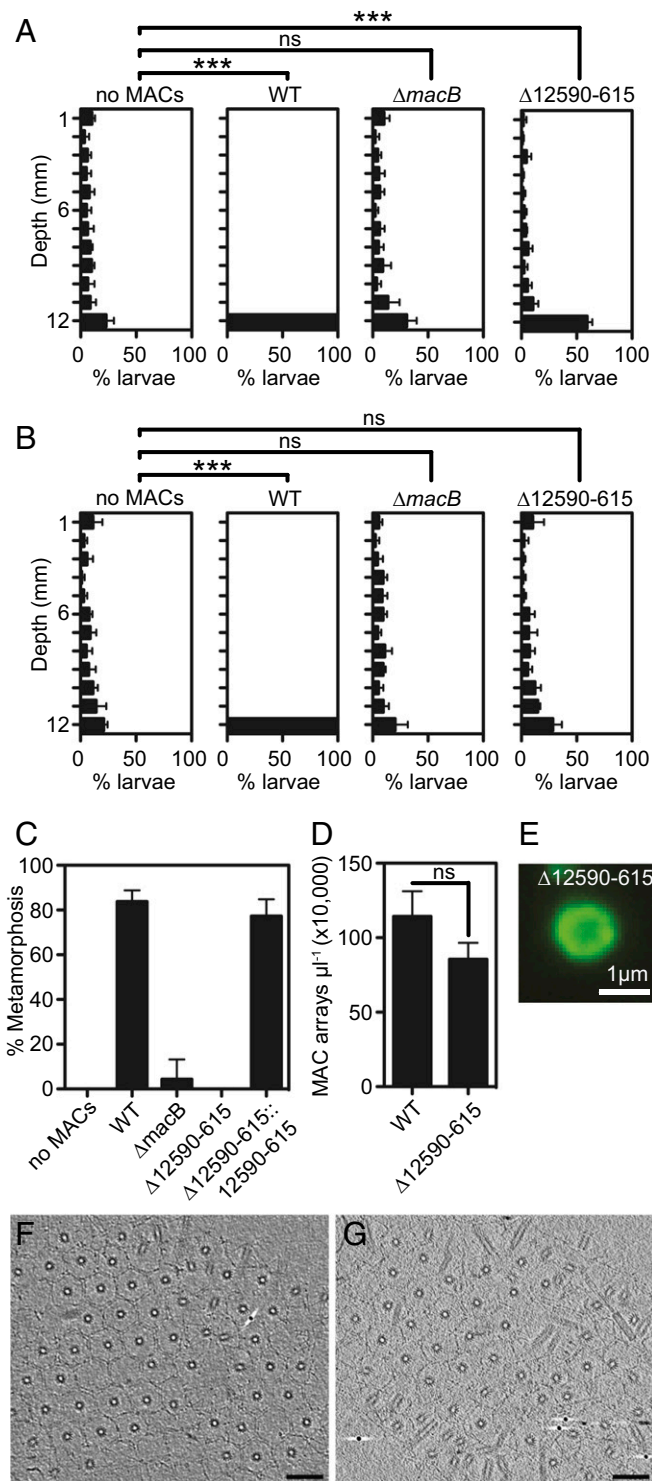 A
***
ns
***
no MACs WT ΔmacB Δ12590-615
1
6
12
Depth (mm)
0 50 100 0 50 100 0 50 100 0 50 100
% larvae % larvae % larvae % larvae
B
ns
ns
***
no MACs WT ΔmacB Δ12590-615
1
6
12
Depth (mm)
0 50 100 0 50 100 0 50 100 0 50 100
% larvae % larvae % larvae % larvae
C
% Metamorphosis
100
80
60
40
20
0
no MACs
WT
ΔmacB
Δ12590-615
Δ12590-615::
12590-615
D
MAC arrays µl⁻¹ (x10,000)
150
100
50
0
ns
WT
Δ12590-615
E
Δ12590-615
1µm
F
G